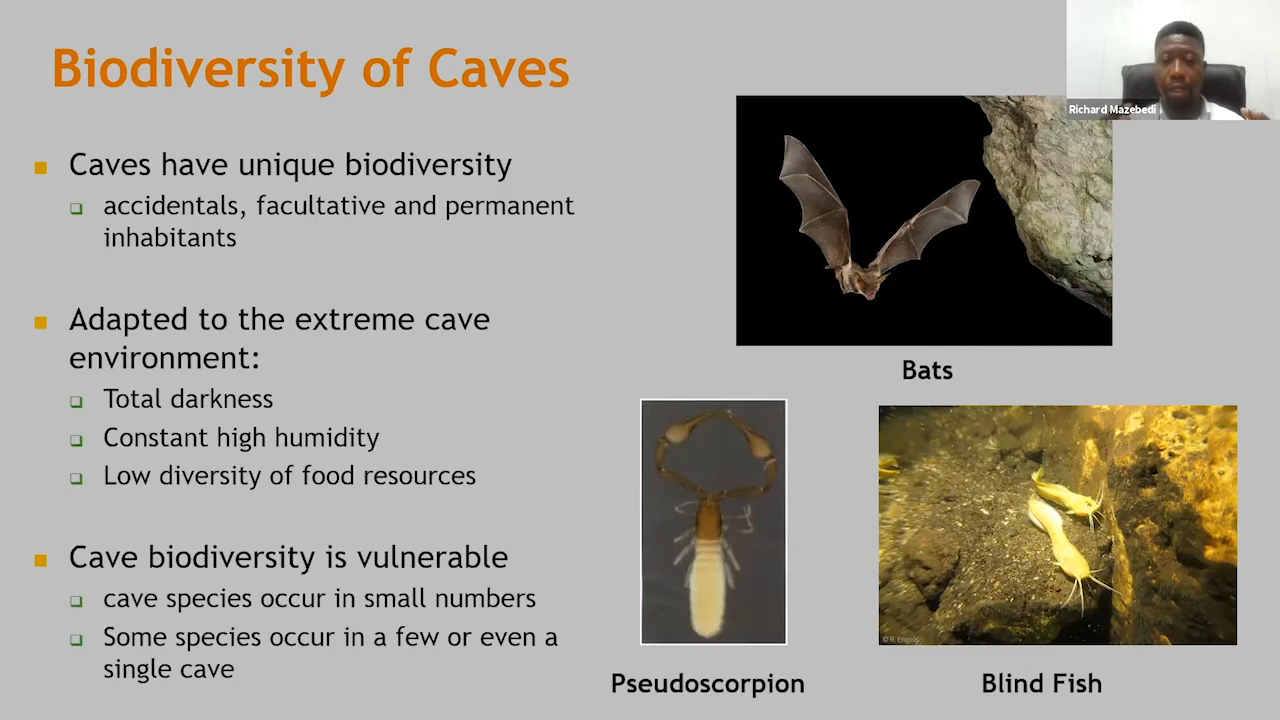 Biodiversity of Caves
Richard Mazebedi
Caves have unique biodiversity
accidentals, facultative and permanent
inhabitants
Adapted to the extreme cave
environment:
Total darkness
Constant high humidity
Low diversity of food resources
Cave biodiversity is vulnerable
cave species occur in small numbers
Some species occur in a few or even a
single cave
Bats
© R. Engels
Pseudoscorpion
Blind Fish